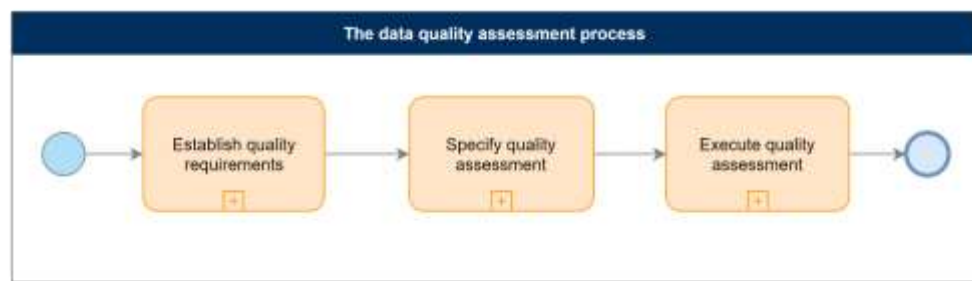 The data quality assessment process
Establish quality
requirements
Specify quality
assessment
Execute quality
assessment